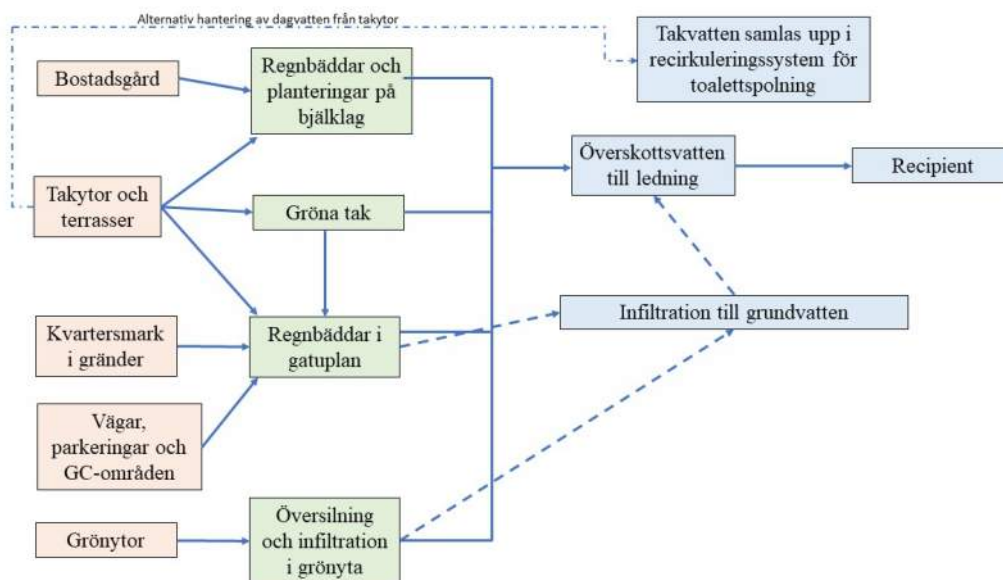 Alternativ hantering av dagvatten från takytor
Bostadsgård
Regnbäddar och
planteringar på
bjälklag
Takvatten samlas upp i
recirkuleringssystem för
toalettspolning
Takytor och
terrasser
Gröna tak
Överskottsvatten
till ledning
Recipient
Kvartersmark
i gränder
Regnbäddar i
gatuplan
Infiltration till grundvatten
Vägar,
parkeringar och
GC-områden
Grönytor
Översilning
och infiltration
i grönyta